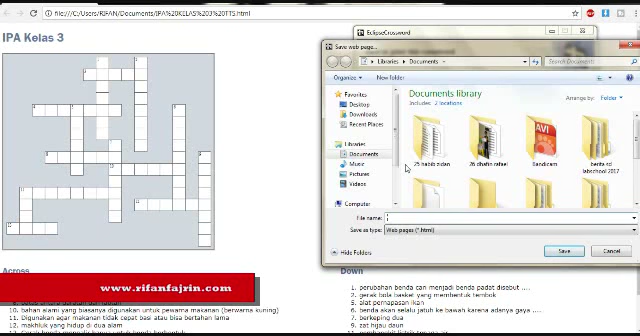 file:///C:/Users/RIFAN/Documents/IPA%20KELAS%203%20TTS.html
IPA Kelas 3
EclipseCrossword
Save web page...
Libraries
Documents
Search Documents
Organize
New folder
Favorites
Desktop
Downloads
Recent Places
Libraries
Documents
Music
Pictures
Videos
Computer
Documents library
Includes: 2 locations
Arrange by:
Folder
25 habib zidan
26 dhafin rafael
Bandicam
berita sd labschool 2017
File name:
Save as type:
Web pages (*.html)
Hide Folders
Save
Cancel
Across
www.rifanfajrin.com
10. bahan alami yang biasanya digunakan untuk pewarna makanan (berwarna kuning)
11. Digunakan agar makanan tidak cepat basi atau bisa bertahan lama
12. makhluk yang hidup di dua alam
Down
1. perubahan benda cair menjadi benda padat disebut ....
2. gerak bola basket yang membentur tembok
4. alat pernapasan ikan
6. benda akan selalu jatuh ke bawah karena adanya gaya ....
7. berkeping dua
9. zat hijau daun